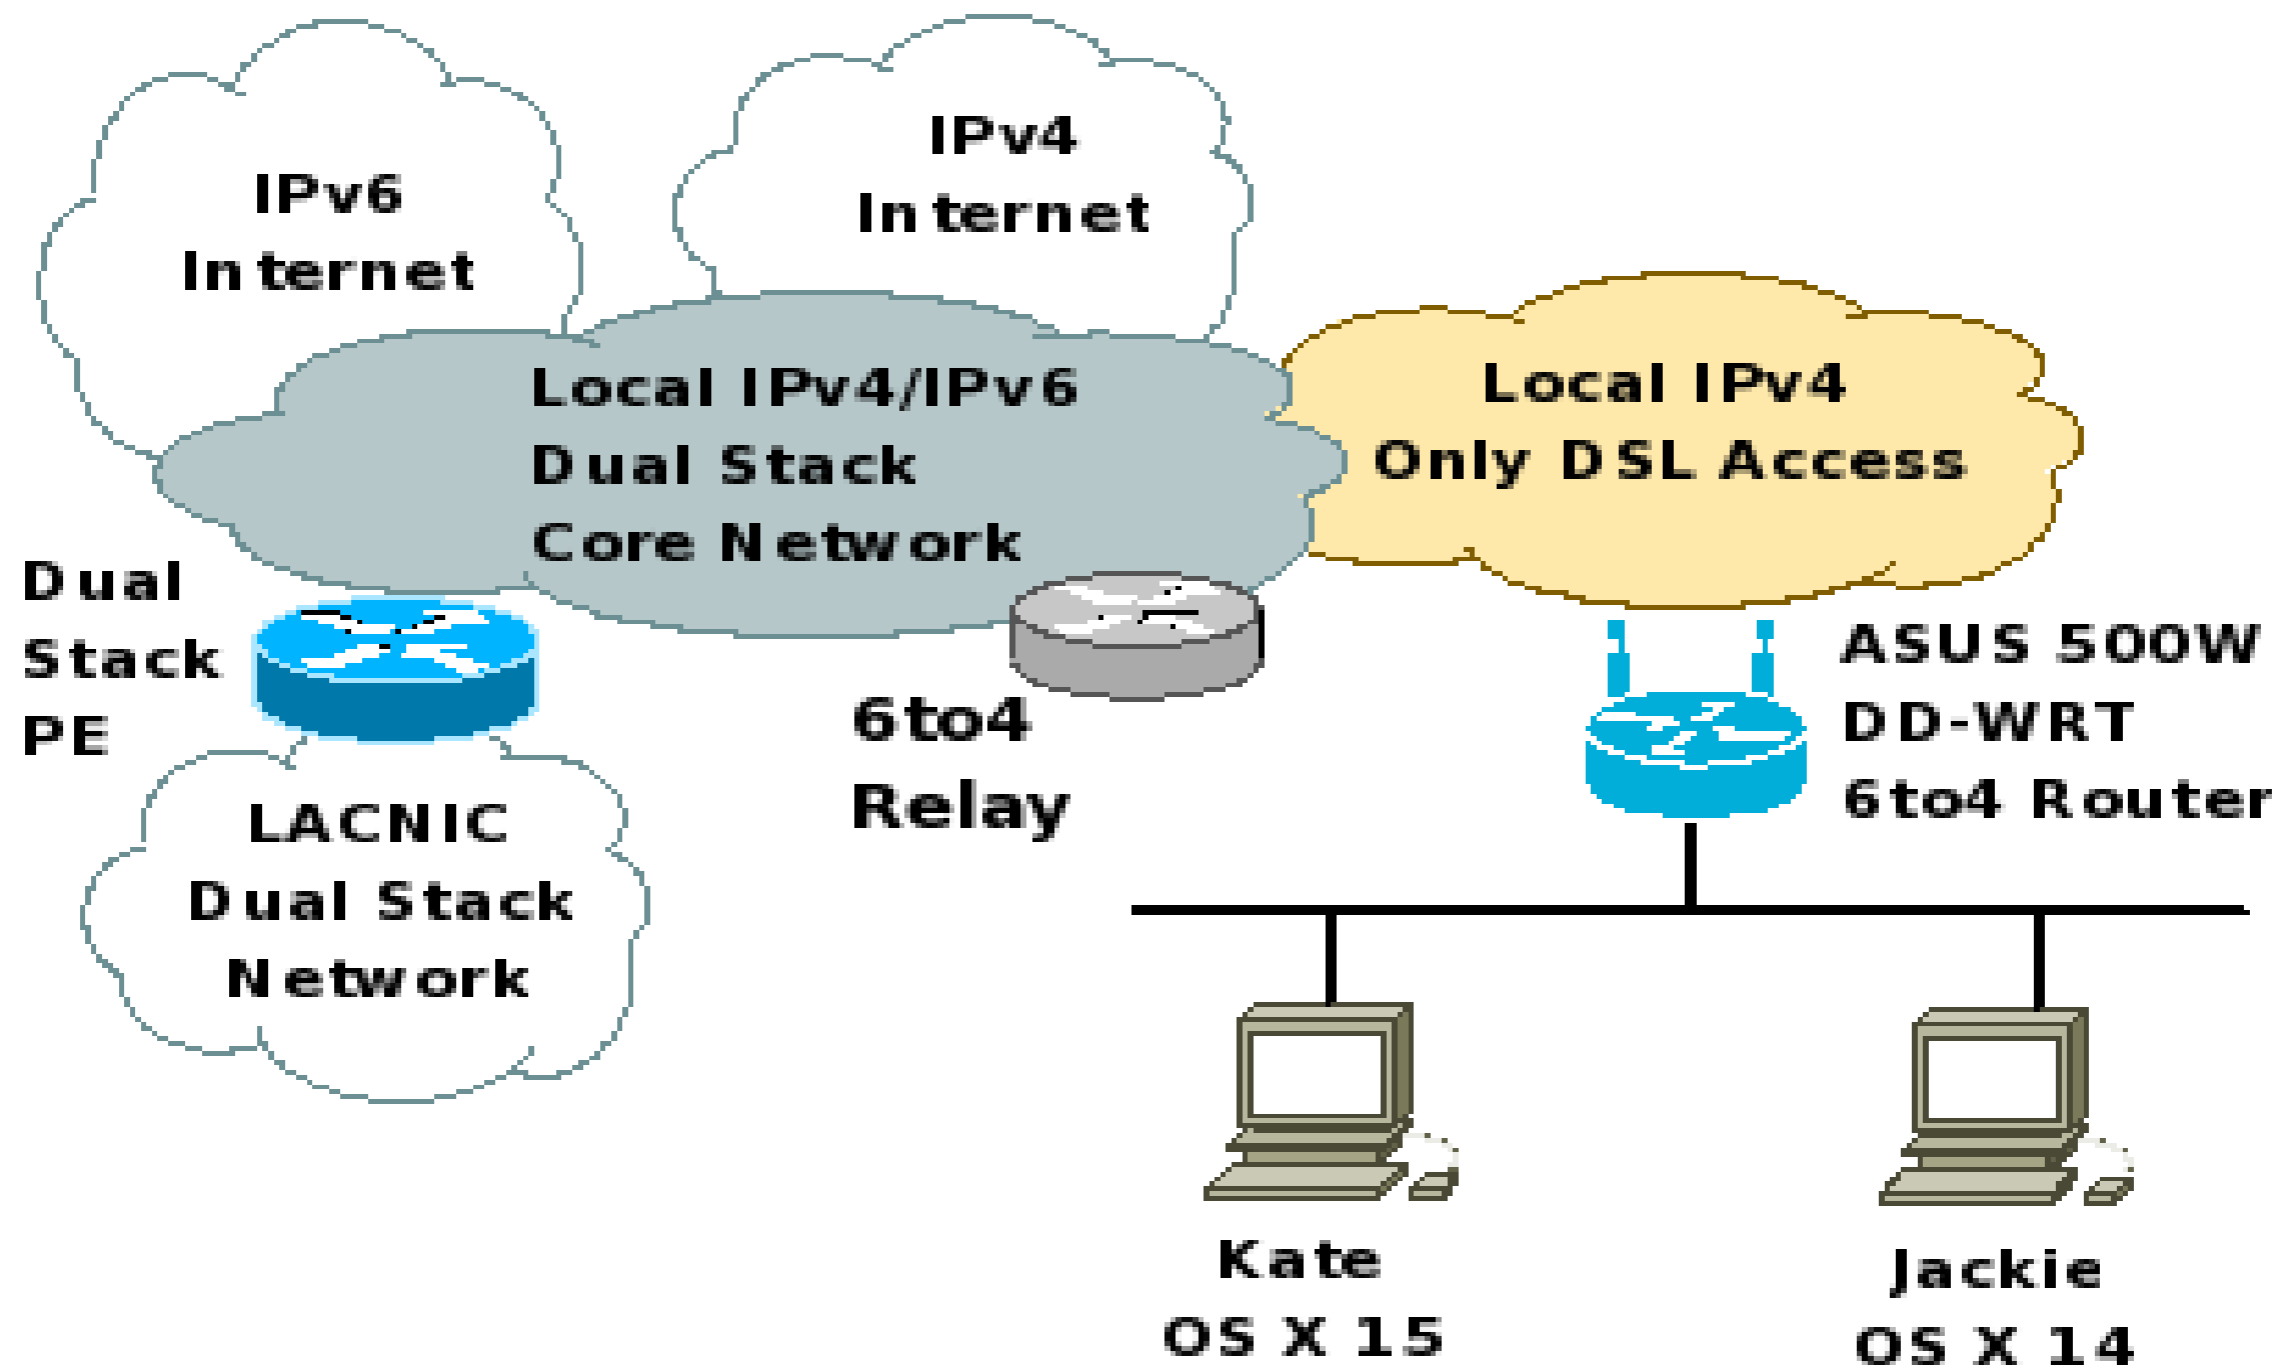 IPv6
Internet
IPv4
Internet
Local IPv4/IPv6
Dual Stack
Core Network
Local IPv4
Only DSL Access
Dual
Stack
PE
6to4
Relay
ASUS 500W
DD-WRT
6to4 Router
LACNIC
Dual Stack
Network
Kate
OS X 15
Jackie
OS X 14